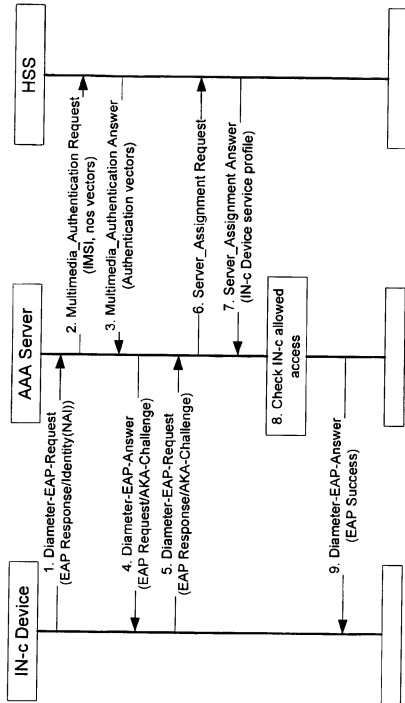 IN-c Device
AAA Server
HSS
1. Diameter-EAP-Request
(EAP Response/Identity(NAI))
2. Multimedia_Authentication Request
(IMSI, nos vectors)
3. Multimedia_Authentication Answer
(Authentication vectors)
4. Diameter-EAP-Answer
(EAP Request/AKA-Challenge)
5. Diameter-EAP-Request
(EAP Response/AKA-Challenge)
6. Server_Assignment Request
7. Server_Assignment Answer
(IN-c Device service profile)
8. Check IN-c allowed
access
9. Diameter-EAP-Answer
(EAP Success)